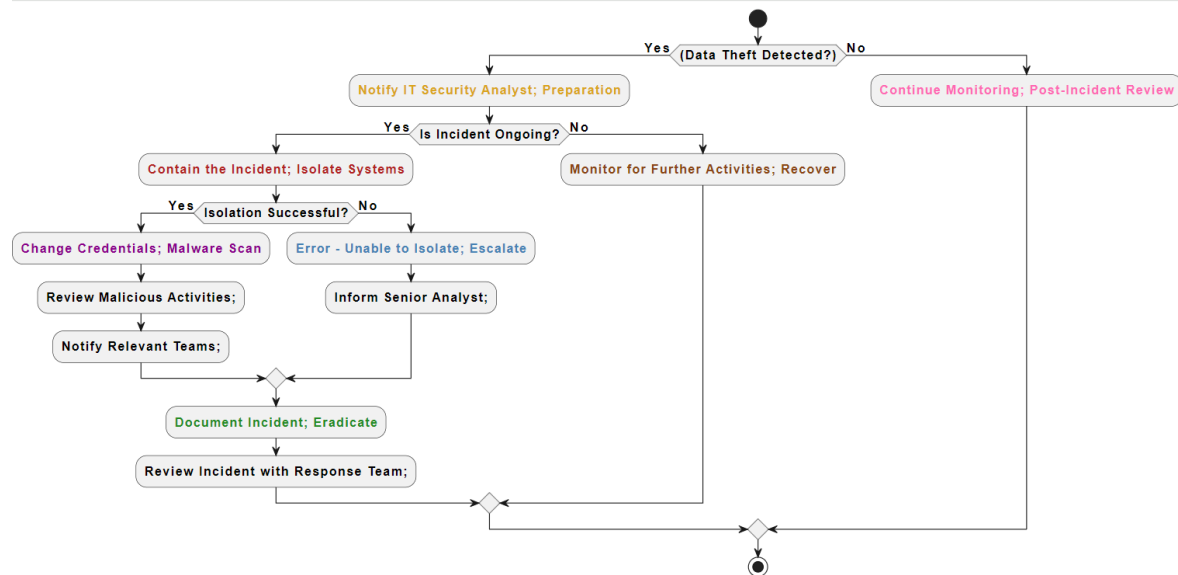 Yes
(Data Theft Detected?)
No
Notify IT Security Analyst; Preparation
Continue Monitoring; Post-Incident Review
Yes
Is Incident Ongoing?
No
Contain the Incident; Isolate Systems
Monitor for Further Activities; Recover
Yes
Isolation Successful?
No
Change Credentials; Malware Scan
Error - Unable to Isolate; Escalate
Review Malicious Activities;
Inform Senior Analyst;
Notify Relevant Teams;
Document Incident; Eradicate
Review Incident with Response Team;